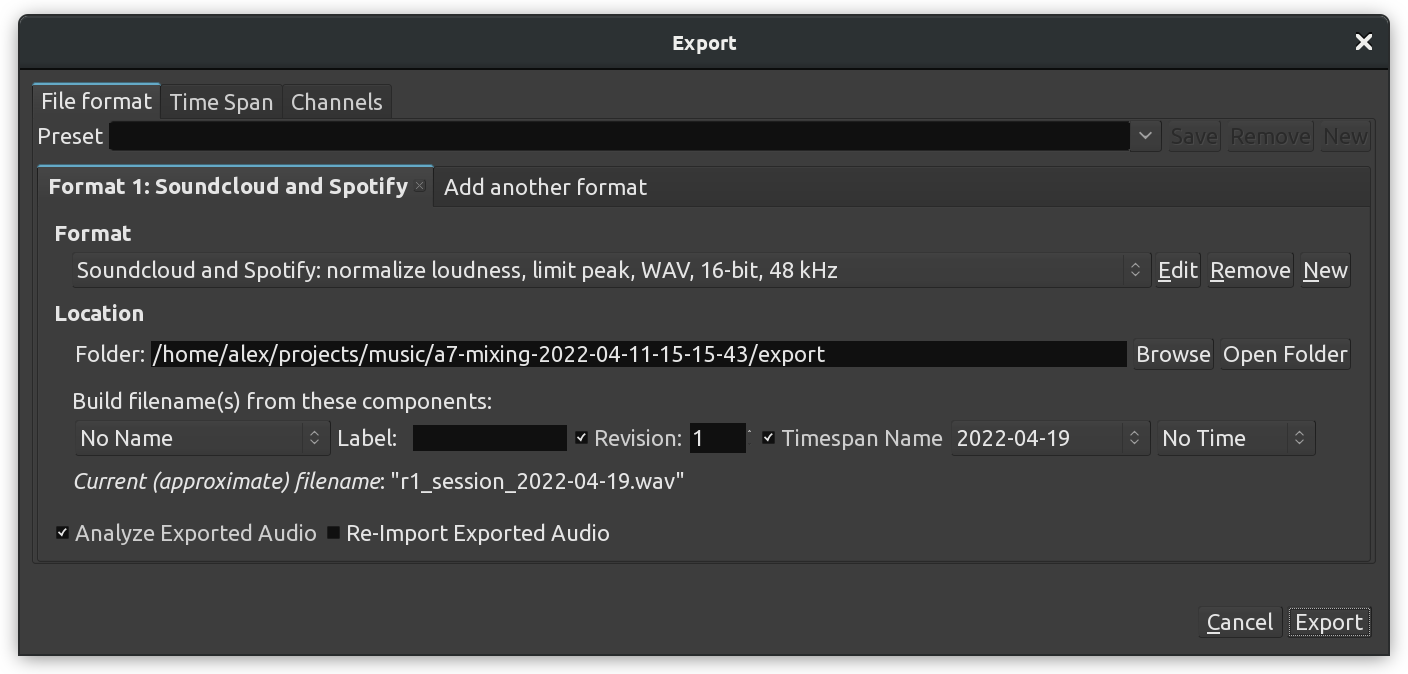 Export
File format Time Span Channels
Preset Save Remove New
Format 1: Soundcloud and Spotify Add another format
Format
Soundcloud and Spotify: normalize loudness, limit peak, WAV, 16-bit, 48 kHz Edit Remove New
Location
Folder: /home/alex/projects/music/a7-mixing-2022-04-11-15-15-43/export Browse Open Folder
Build filename(s) from these components:
No Name Label: Revision: 1 Timespan Name 2022-04-19 No Time
Current (approximate) filename: "r1_session_2022-04-19.wav"
Analyze Exported Audio Re-Import Exported Audio
Cancel Export